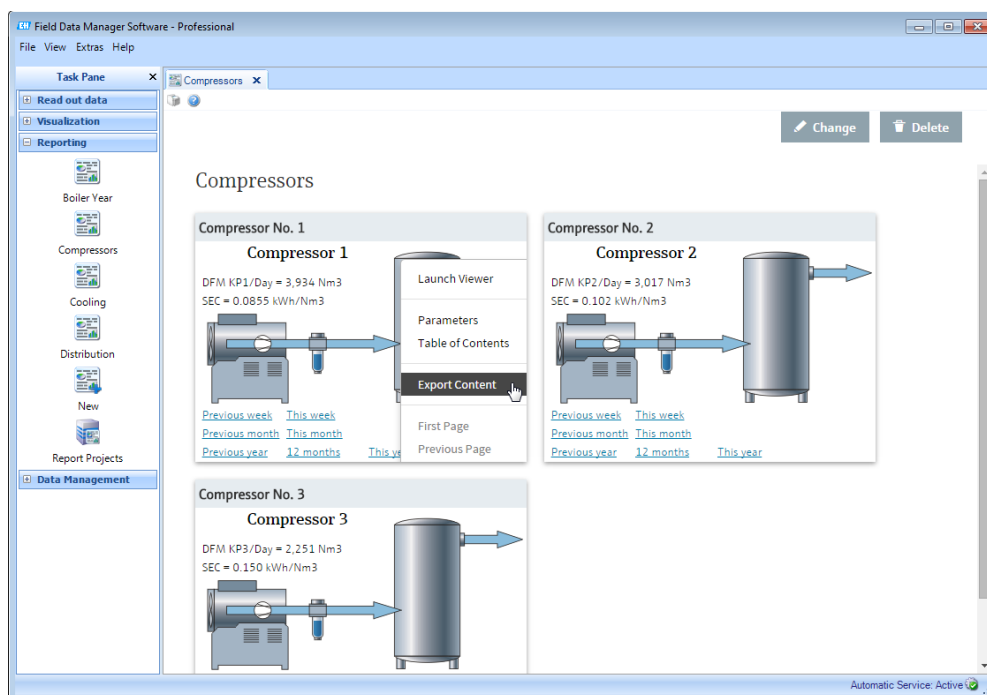 EH Field Data Manager Software - Professional
File View Extras Help
Task Pane
Compressors
Read out data
Visualization
Reporting
Boiler Year
Compressors
Cooling
Distribution
New
Report Projects
Data Management
Change
Delete
Compressors
Compressor No. 1
Compressor 1
DFM KP1/Day = 3,934 Nm3
SEC = 0.0855 kWh/Nm3
Previous week This week
Previous month This month
Previous year 12 months This ye
Launch Viewer
Parameters
Table of Contents
Export Content
First Page
Previous Page
Compressor No. 2
Compressor 2
DFM KP2/Day = 3,017 Nm3
SEC = 0.102 kWh/Nm3
Previous week This week
Previous month This month
Previous year 12 months This year
Compressor No. 3
Compressor 3
DFM KP3/Day = 2,251 Nm3
SEC = 0.150 kWh/Nm3
Automatic Service: Active